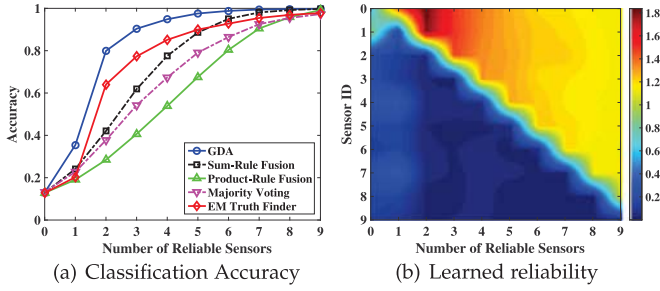 1
0.8
0.6
0.4
0.2
0
Accuracy
0 1 2 3 4 5 6 7 8 9
Number of Reliable Sensors
GDA
Sum-Rule Fusion
Product-Rule Fusion
Majority Voting
EM Truth Finder
(a) Classification Accuracy
0
1
2
3
4
5
6
7
8
9
Sensor ID
0 1 2 3 4 5 6 7 8 9
Number of Reliable Sensors
1.8
1.6
1.4
1.2
1
0.8
0.6
0.4
0.2
(b) Learned reliability